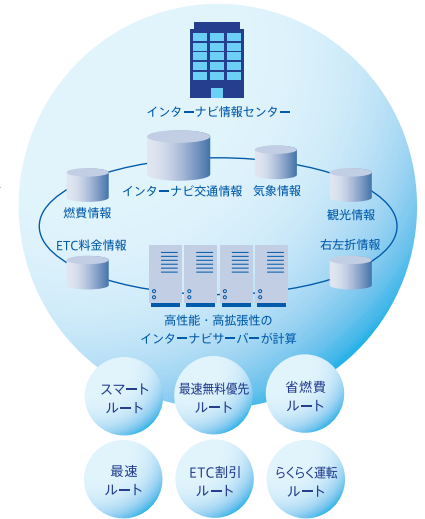 インターナビ情報センター
インターナビ交通情報
気象情報
燃費情報
観光情報
ETC料金情報
右左折情報
高性能・高拡張性の
インターナビサーバーが計算
スマート
ルート
最速無料優先
ルート
省燃費
ルート
最速
ルート
ETC割引
ルート
らくらく運転
ルート